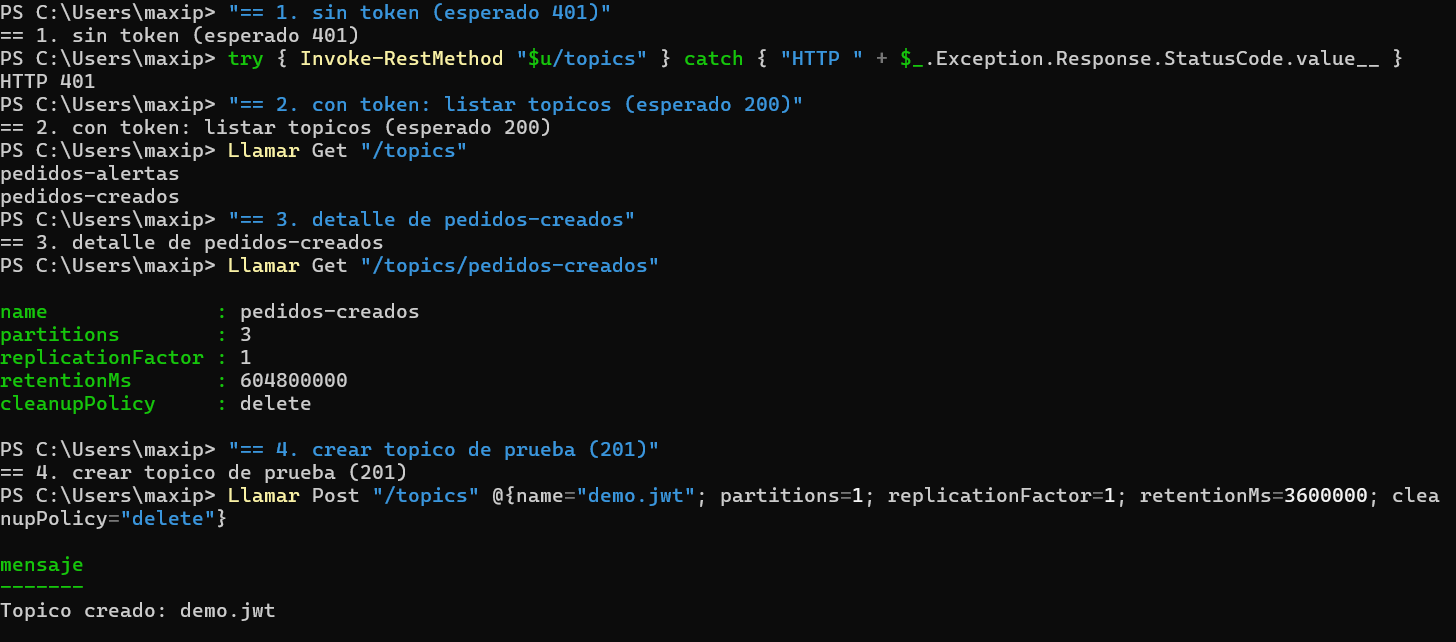 PS C:\Users\maxip> "== 1. sin token (esperado 401)"
== 1. sin token (esperado 401)
PS C:\Users\maxip> try { Invoke-RestMethod "$u/topics" } catch { "HTTP " + $_.Exception.Response.StatusCode.value__ }
HTTP 401
PS C:\Users\maxip> "== 2. con token: listar topicos (esperado 200)"
== 2. con token: listar topicos (esperado 200)
PS C:\Users\maxip> Llamar Get "/topics"
pedidos-alertas
pedidos-creados
PS C:\Users\maxip> "== 3. detalle de pedidos-creados"
== 3. detalle de pedidos-creados
PS C:\Users\maxip> Llamar Get "/topics/pedidos-creados"
name              : pedidos-creados
partitions        : 3
replicationFactor : 1
retentionMs       : 604800000
cleanupPolicy     : delete
PS C:\Users\maxip> "== 4. crear topico de prueba (201)"
== 4. crear topico de prueba (201)
PS C:\Users\maxip> Llamar Post "/topics" @{name="demo.jwt"; partitions=1; replicationFactor=1; retentionMs=3600000; clea
nupPolicy="delete"}
mensaje
-------
Topico creado: demo.jwt